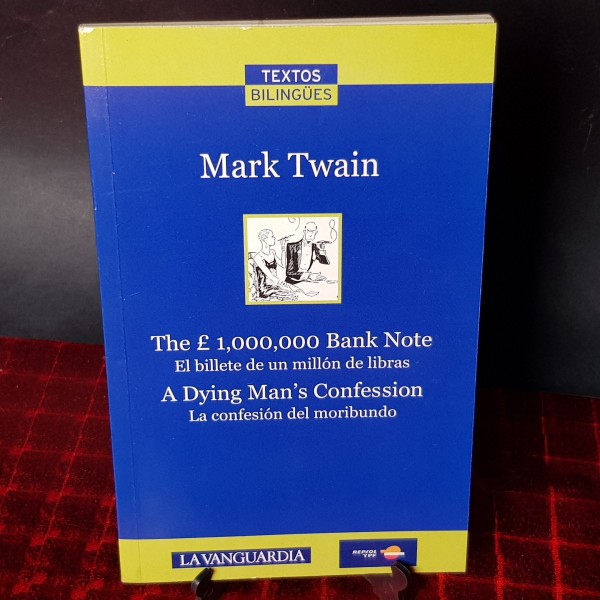 TEXTOS
BILINGÜES
Mark Twain
The £ 1,000,000 Bank Note
El billete de un millón de libras
A Dying Man's Confession
La confesión del moribundo
LA VANGUARDIA
REPSOL
YPF